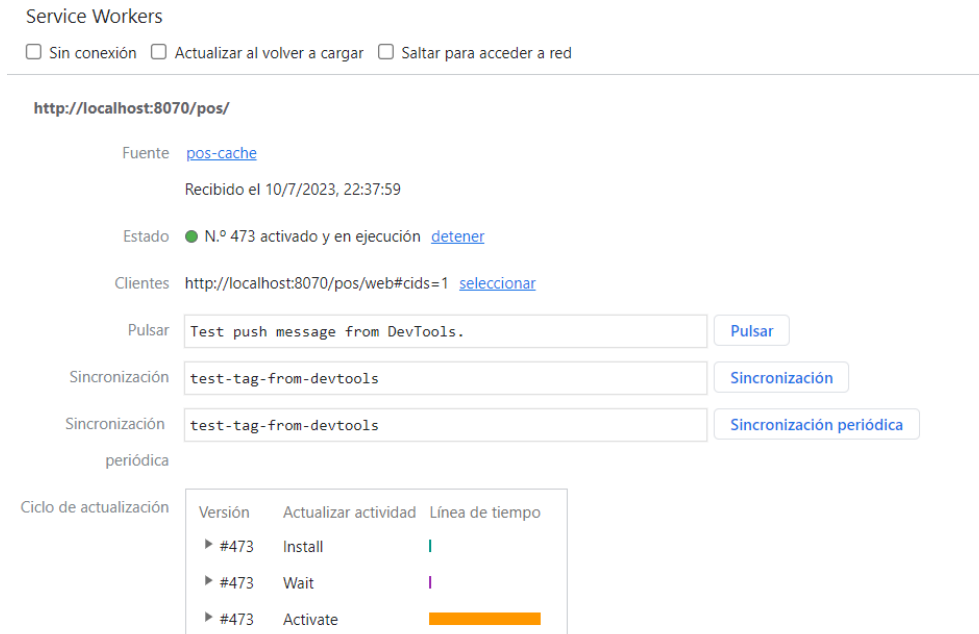 Service Workers
Sin conexión Actualizar al volver a cargar Saltar para acceder a red
http://localhost:8070/pos/
Fuente pos-cache
Recibido el 10/7/2023, 22:37:59
Estado N.º 473 activado y en ejecución detener
Clientes http://localhost:8070/pos/web#cids=1 seleccionar
Pulsar Test push message from DevTools. Pulsar
Sincronización test-tag-from-devtools Sincronización
Sincronización test-tag-from-devtools Sincronización periódica
periódica
Ciclo de actualización Versión Actualizar actividad Línea de tiempo
#473 Install
#473 Wait
#473 Activate